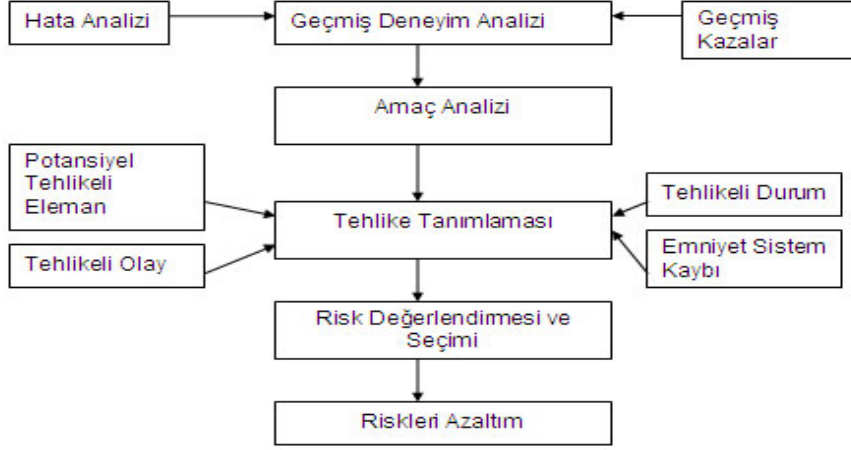 Hata Analizi
Geçmiş Deneyim Analizi
Geçmiş
Kazalar
Amaç Analizi
Potansiyel
Tehlikeli
Eleman
Tehlike Tanımlaması
Tehlikeli Durum
Tehlikeli Olay
Emniyet Sistem
Kaybı
Risk Değerlendirmesi ve
Seçimi
Riskleri Azaltım